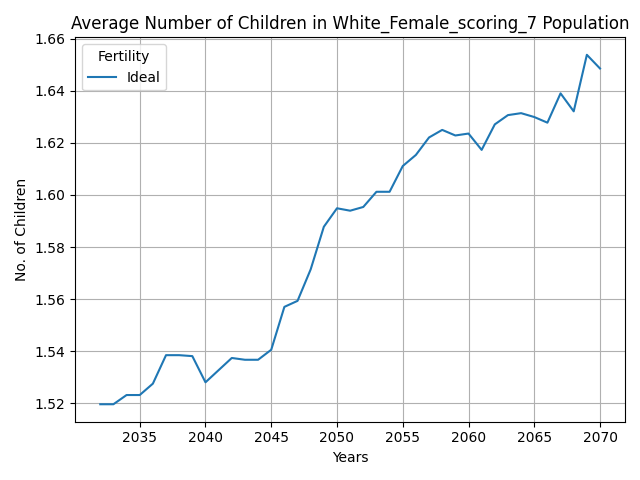 Average Number of Children in White_Female_scoring_7 Population
Fertility
Ideal
No. of Children
1.66
1.64
1.62
1.60
1.58
1.56
1.54
1.52
2035 2040 2045 2050 2055 2060 2065 2070
Years